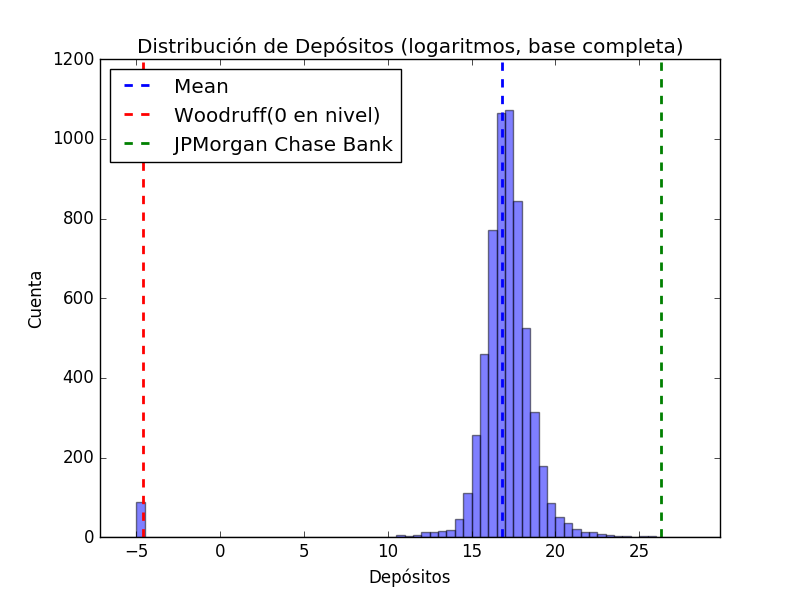 Distribución de Depósitos (logaritmos, base completa)
Mean
Woodruff(0 en nivel)
JPMorgan Chase Bank
1200
1000
800
600
400
200
0
Cuenta
−5 0 5 10 15 20 25
Depósitos